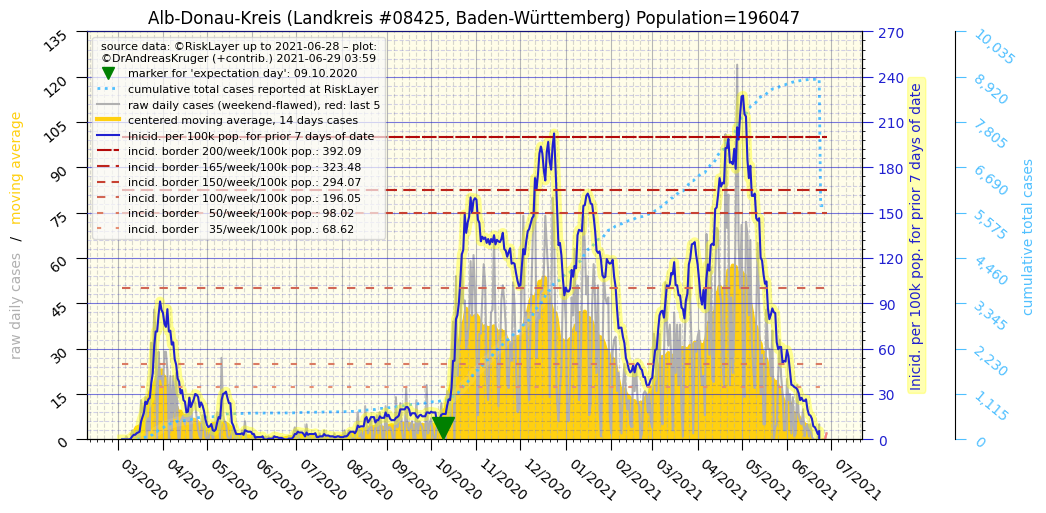 Alb-Donau-Kreis (Landkreis #08425, Baden-Württemberg) Population=196047
source data: ©RiskLayer up to 2021-06-28 – plot:
©DrAndreasKruger (+contrib.) 2021-06-29 03:59
marker for 'expectation day': 09.10.2020
cumulative total cases reported at RiskLayer
raw daily cases (weekend-flawed), red: last 5
centered moving average, 14 days cases
Inicid. per 100k pop. for prior 7 days of date
incid. border 200/week/100k pop.: 392.09
incid. border 165/week/100k pop.: 323.48
incid. border 150/week/100k pop.: 294.07
incid. border 100/week/100k pop.: 196.05
incid. border   50/week/100k pop.: 98.02
incid. border   35/week/100k pop.: 68.62
raw daily cases   /   moving average
135
120
105
90
75
60
45
30
15
0
270
240
210
180
150
120
90
60
30
0
Inicid. per 100k pop. for prior 7 days of date
10,035
8,920
7,805
6,690
5,575
4,460
3,345
2,230
1,115
0
cumulative total cases
03/2020
04/2020
05/2020
06/2020
07/2020
08/2020
09/2020
10/2020
11/2020
12/2020
01/2021
02/2021
03/2021
04/2021
05/2021
06/2021
07/2021